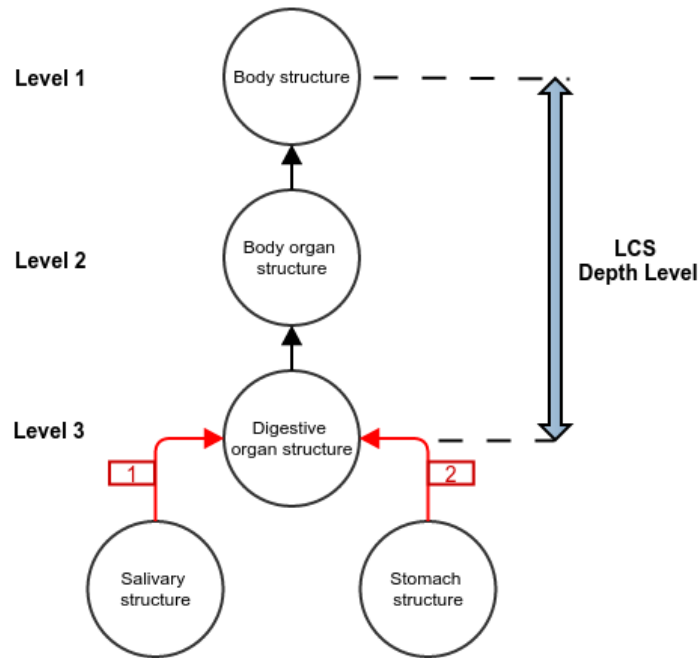 Level 1
Body structure
Level 2
Body organ
structure
LCS
Depth Level
Level 3
Digestive
organ structure
1
2
Salivary
structure
Stomach
structure